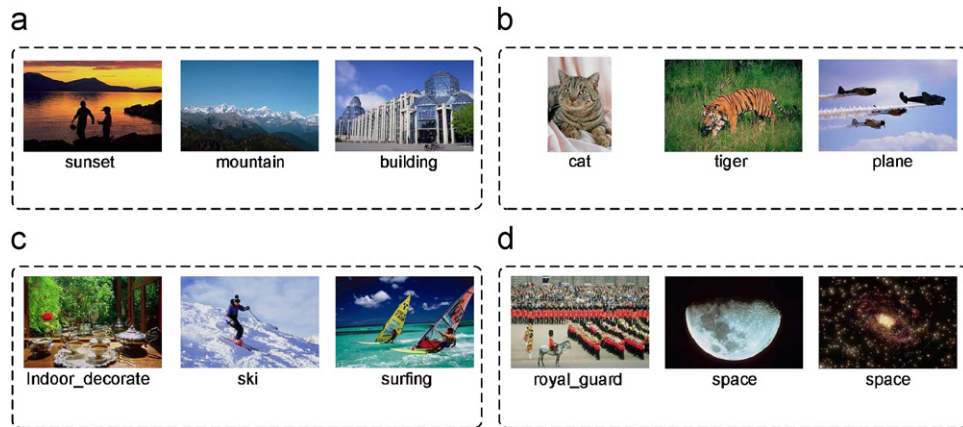 a
b
sunset
mountain
building
cat
tiger
plane
c
d
Indoor_decorate
ski
surfing
royal_guard
space
space